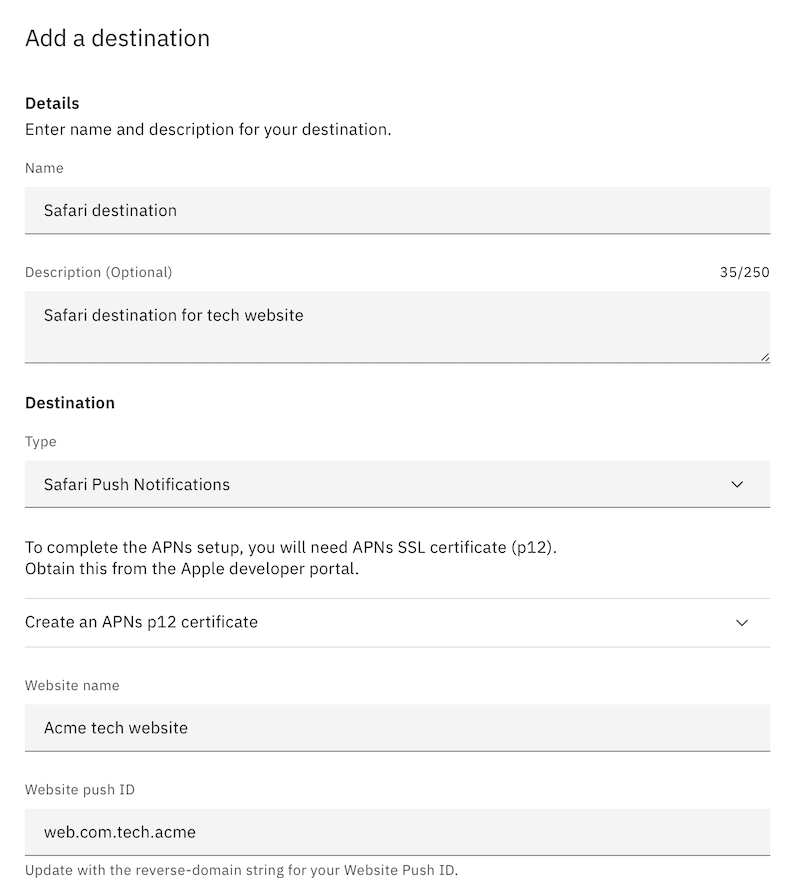 Add a destination
Details
Enter name and description for your destination.
Name
Safari destination
Description (Optional) 35/250
Safari destination for tech website
Destination
Type
Safari Push Notifications
To complete the APNs setup, you will need APNs SSL certificate (p12).
Obtain this from the Apple developer portal.
Create an APNs p12 certificate
Website name
Acme tech website
Website push ID
web.com.tech.acme
Update with the reverse-domain string for your Website Push ID.